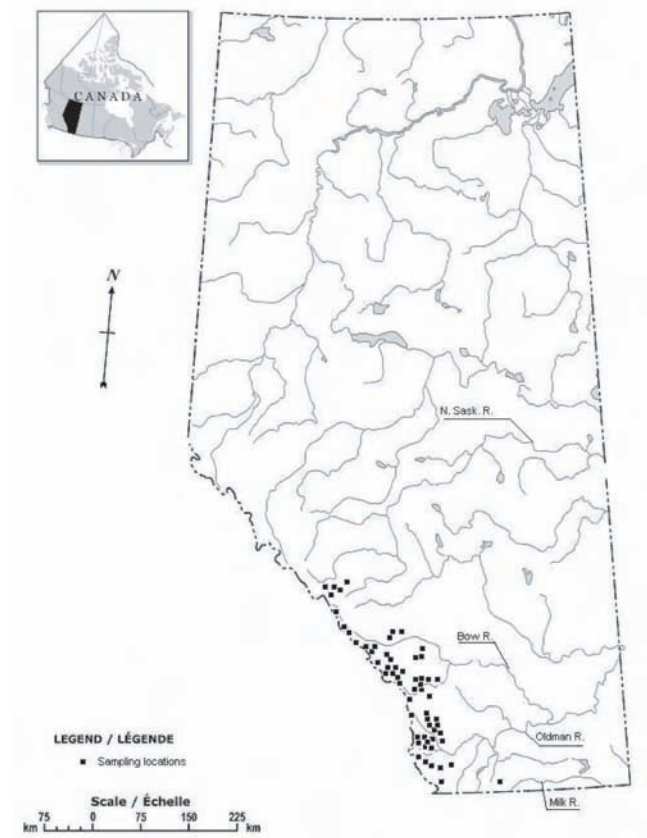 CANADA
N
N. Sask. R.
Bow R.
Oldman R.
Milk R.
LEGEND / LÉGENDE
Sampling locations
Scale / Échelle
75 0 75 150 225
km km